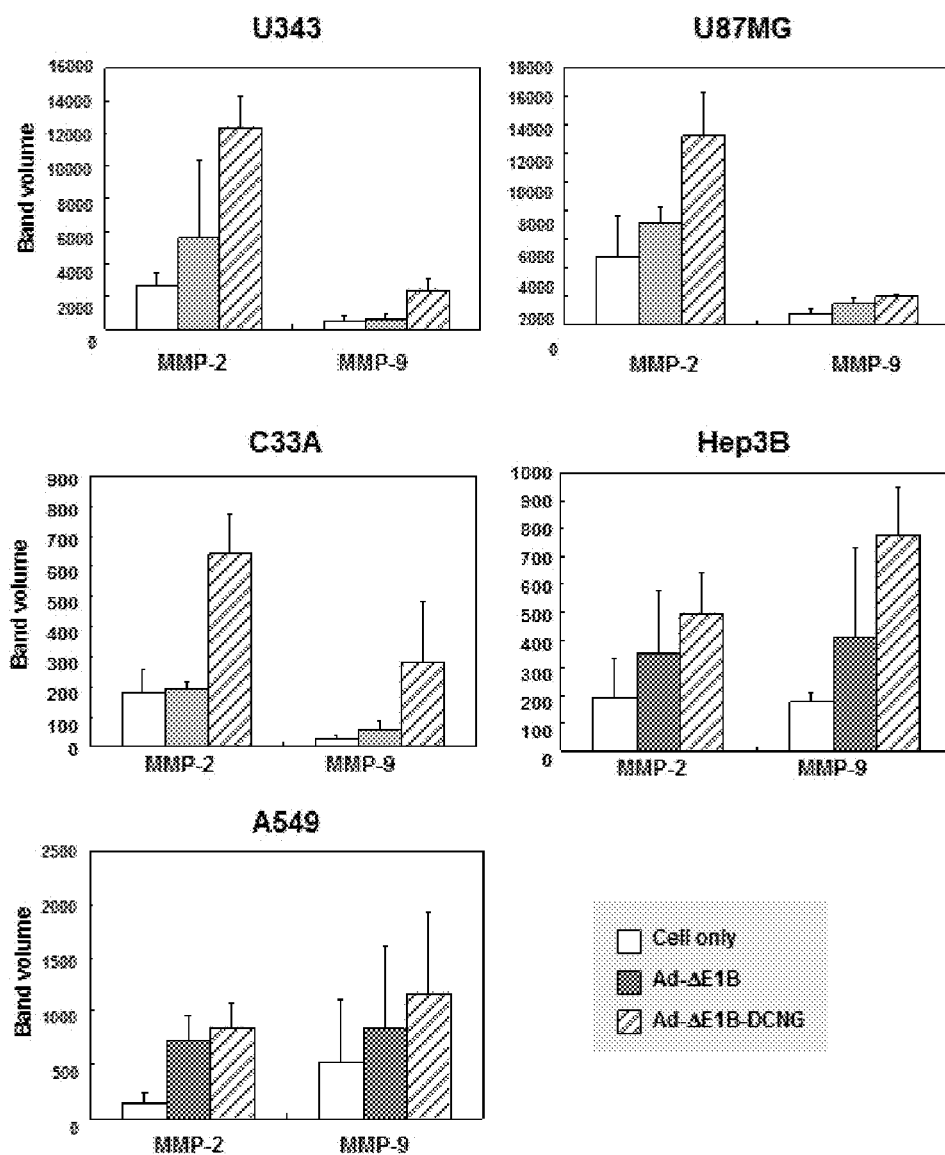 U343
16000
14000
12000
10000
8000
6000
4000
2000
0
Band volume
MMP-2
MMP-9
U87MG
18000
16000
14000
12000
10000
8000
6000
4000
2000
0
MMP-2
MMP-9
C33A
900
800
700
600
500
400
300
200
100
0
Band volume
MMP-2
MMP-9
Hep3B
1000
900
800
700
600
500
400
300
200
100
0
MMP-2
MMP-9
A549
2500
2000
1500
1000
500
0
Band volume
MMP-2
MMP-9
Cell only
Ad-ΔE1B
Ad-ΔE1B-DCNG